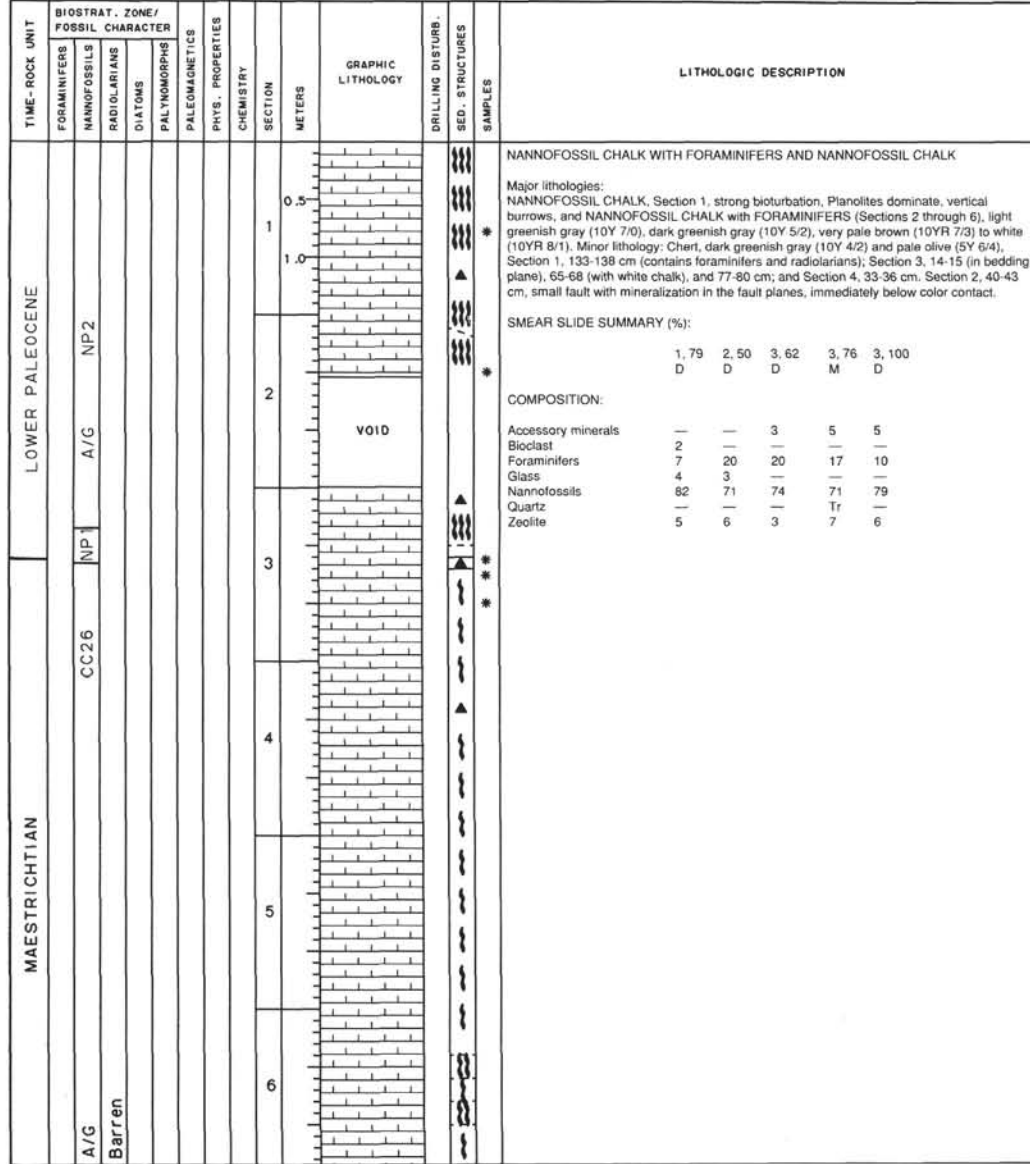 TIME-ROCK UNIT
BIOSTRAT. ZONE/
FOSSIL CHARACTER
FORAMINIFERS
NANNOFOSSILS
RADIOLARIANS
DIATOMS
PALYNOMORPHS
PALEOMAGNETICS
PHYS. PROPERTIES
CHEMISTRY
SECTION
METERS
GRAPHIC
LITHOLOGY
DRILLING DISTURB.
SED. STRUCTURES
SAMPLES
LITHOLOGIC DESCRIPTION
LOWER PALEOCENE
MAESTRICHTIAN
NP2
A/G
NP1
CC26
A/G
Barren
1
2
3
4
5
6
0.5
1.0
VOID
*
*
*
*
*
NANNOFOSSIL CHALK WITH FORAMINIFERS AND NANNOFOSSIL CHALK
Major lithologies:
NANNOFOSSIL CHALK, Section 1, strong bioturbation, Planolites dominate, vertical
burrows, and NANNOFOSSIL CHALK with FORAMINIFERS (Sections 2 through 6), light
greenish gray (10Y 7/0), dark greenish gray (10Y 5/2), very pale brown (10YR 7/3) to white
(10YR 8/1). Minor lithology: Chert, dark greenish gray (10Y 4/2) and pale olive (5Y 6/4),
Section 1, 133-138 cm (contains foraminifers and radiolarians); Section 3, 14-15 (in bedding
plane), 65-68 (with white chalk), and 77-80 cm; and Section 4, 33-36 cm. Section 2, 40-43
cm, small fault with mineralization in the fault planes, immediately below color contact.
SMEAR SLIDE SUMMARY (%):
1, 79 2, 50 3, 62 3, 76 3, 100
D D D M D
COMPOSITION:
Accessory minerals — — 3 5 5
Bioclast 2 — — — —
Foraminifers 7 20 20 17 10
Glass 4 3 — — —
Nannofossils 82 71 74 71 79
Quartz — — — Tr —
Zeolite 5 6 3 7 6